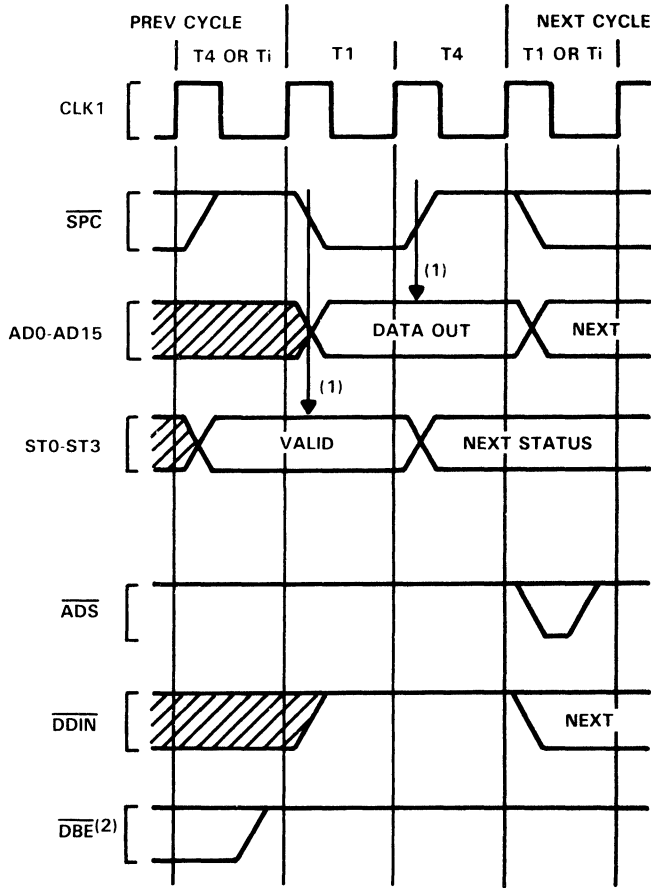 PREV CYCLE NEXT CYCLE
T4 OR Ti T1 T4 T1 OR Ti
CLK1
SPC
(1)
AD0-AD15 DATA OUT NEXT
(1)
ST0-ST3 VALID NEXT STATUS
ADS
DDIN NEXT
DBE(2)